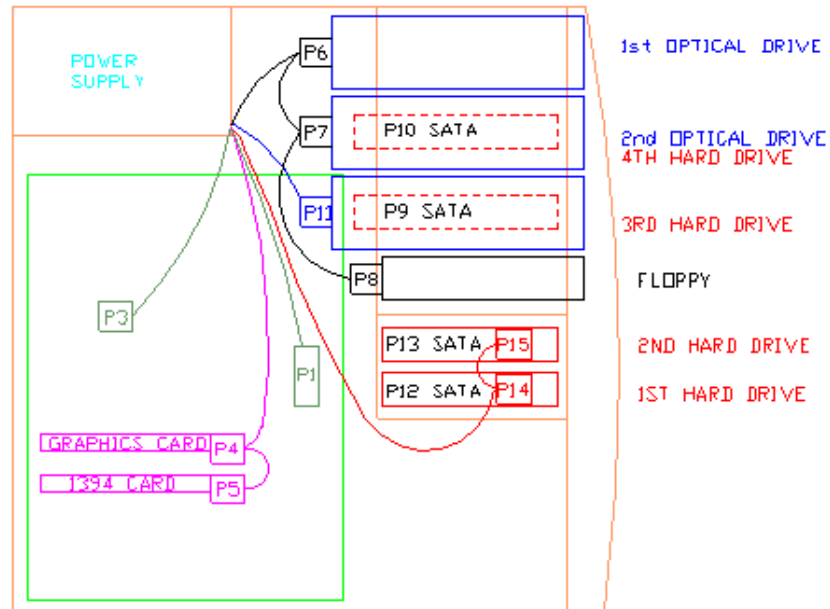 POWER
SUPPLY
P6
1st OPTICAL DRIVE
P7
P10 SATA
2nd OPTICAL DRIVE
4TH HARD DRIVE
P11
P9 SATA
3RD HARD DRIVE
P8
FLOPPY
P3
P13 SATA
P15
2ND HARD DRIVE
P1
P12 SATA
P14
1ST HARD DRIVE
GRAPHICS CARD
P4
1394 CARD
P5